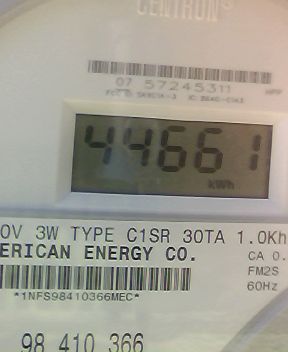 CENTRON®
07 57245311
44661
kWh
0V 3W TYPE C1SR 30TA 1.0Kh
ERICAN ENERGY CO.
CA 0.
FM2S
60Hz
*1NFS98410366MEC*
98 410 366